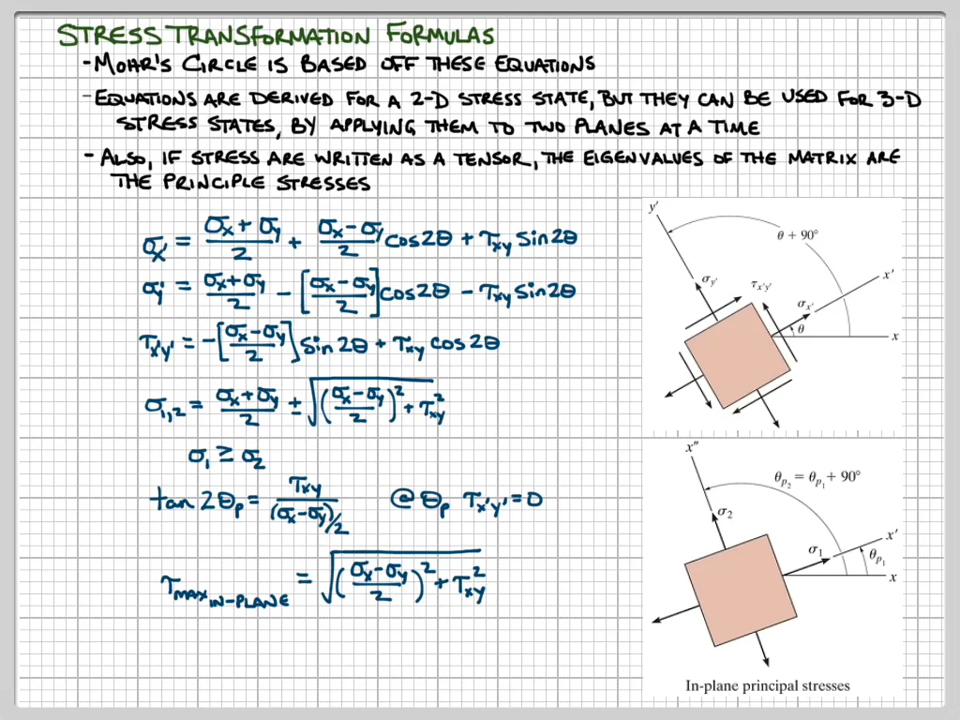 STRESS TRANSFORMATION FORMULAS
- MOHR'S CIRCLE IS BASED OFF THESE EQUATIONS
- EQUATIONS ARE DERIVED FOR A 2-D STRESS STATE, BUT THEY CAN BE USED FOR 3-D
STRESS STATES, BY APPLYING THEM TO TWO PLANES AT A TIME
- ALSO, IF STRESS ARE WRITTEN AS A TENSOR, THE EIGENVALUES OF THE MATRIX ARE
THE PRINCIPLE STRESSES
σx' = (σx + σy)/2 + (σx - σy)/2 cos2θ + τxy sin2θ
σy' = (σx + σy)/2 - [(σx - σy)/2] cos2θ - τxy sin2θ
τx'y' = -[(σx - σy)/2] sin2θ + τxy cos2θ
σ1,2 = (σx + σy)/2 ± √(((σx - σy)/2)² + τxy²)
σ1 ≥ σ2
tan 2θp = τxy/((σx - σy)/2) @ θp τx'y' = 0
τMAX IN-PLANE = √(((σx - σy)/2)² + τxy²)
y'
θ + 90°
x'
σy'
τx'y'
σx'
θ
x
x"
θp2 = θp1 + 90°
σ2
x'
σ1
θp1
x
In-plane principal stresses